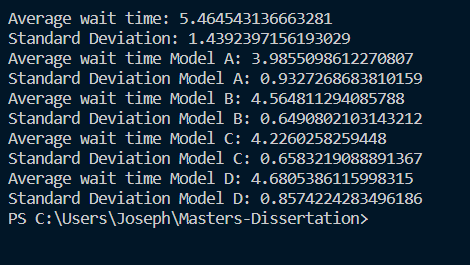 Average wait time: 5.464543136663281
Standard Deviation: 1.4392397156193029
Average wait time Model A: 3.9855098612270807
Standard Deviation Model A: 0.9327268683810159
Average wait time Model B: 4.564811294085788
Standard Deviation Model B: 0.6490802103143212
Average wait time Model C: 4.2260258259448
Standard Deviation Model C: 0.6583219088891367
Average wait time Model D: 4.6805386115998315
Standard Deviation Model D: 0.8574224283496186
PS C:\Users\Joseph\Masters-Dissertation>